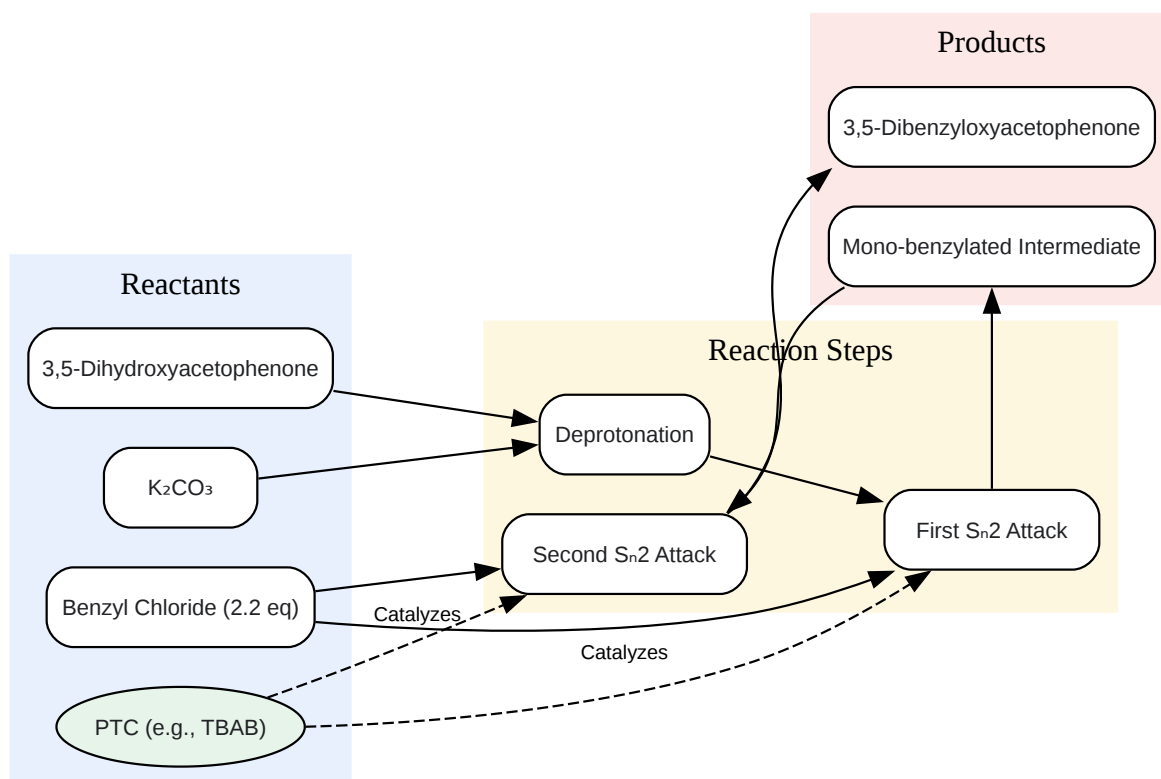 Products
3,5-Dibenzyloxyacetophenone
Mono-benzylated Intermediate
Reactants
3,5-Dihydroxyacetophenone
K₂CO₃
Benzyl Chloride (2.2 eq)
PTC (e.g., TBAB)
Reaction Steps
Deprotonation
Second Sₙ2 Attack
First Sₙ2 Attack
Catalyzes
Catalyzes